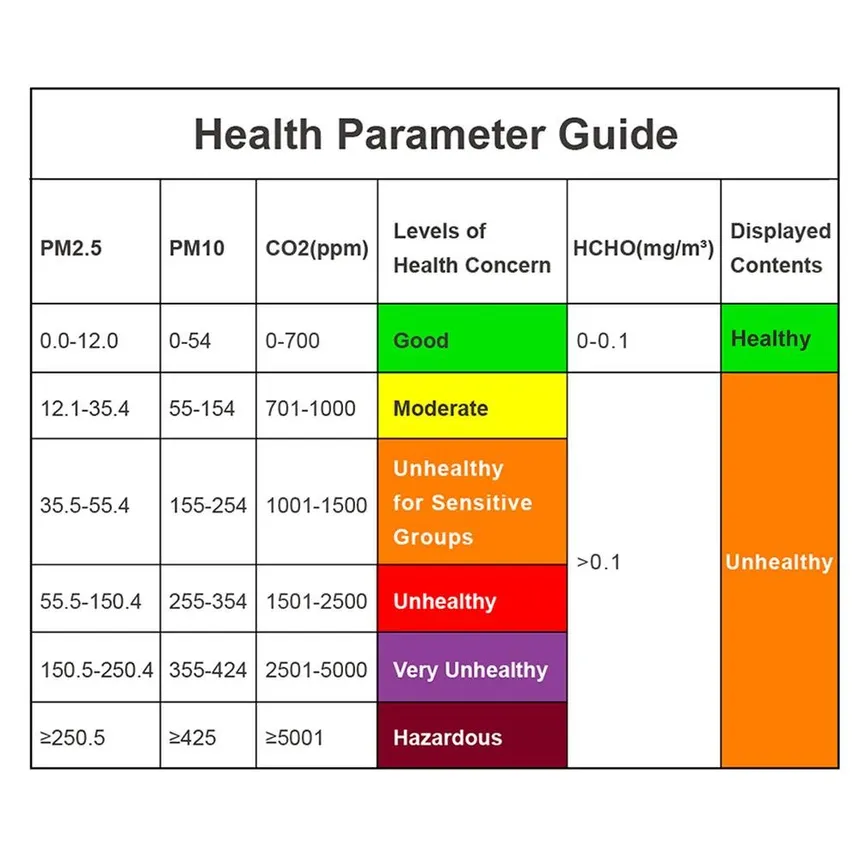 Health Parameter Guide
PM2.5 PM10 CO2(ppm) Levels of Health Concern HCHO(mg/m³) Displayed Contents
0.0-12.0 0-54 0-700 Good 0-0.1 Healthy
12.1-35.4 55-154 701-1000 Moderate
35.5-55.4 155-254 1001-1500 Unhealthy for Sensitive Groups
>0.1 Unhealthy
55.5-150.4 255-354 1501-2500 Unhealthy
150.5-250.4 355-424 2501-5000 Very Unhealthy
≥250.5 ≥425 ≥5001 Hazardous